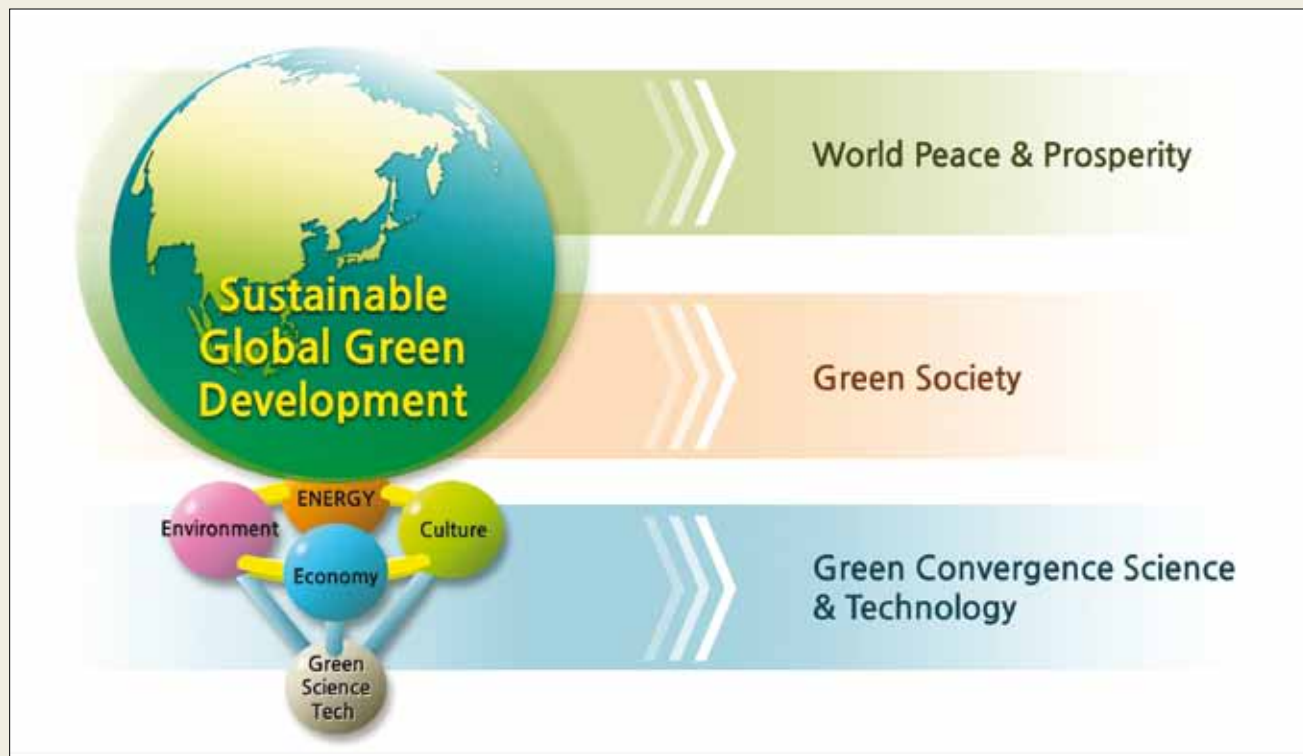 World Peace & Prosperity
Sustainable
Global Green
Development
Green Society
ENERGY
Environment
Culture
Economy
Green Convergence Science
& Technology
Green
Science
Tech